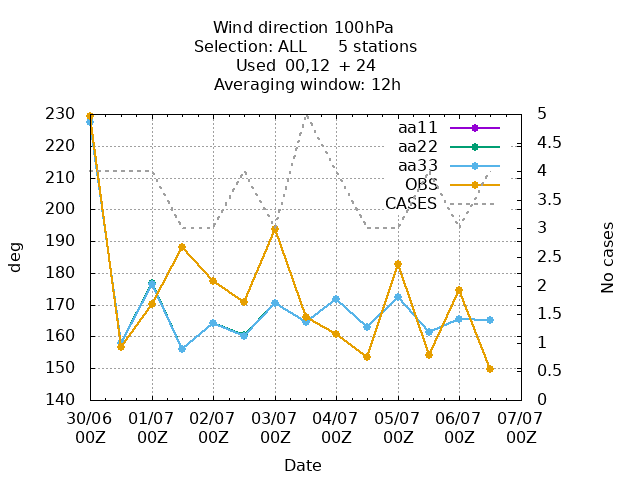 Wind direction 100hPa
Selection: ALL 5 stations
Used 00,12 + 24
Averaging window: 12h
230
220
210
200
190
180
170
160
150
140
deg
5
4.5
4
3.5
3
2.5
2
1.5
1
0.5
0
No cases
aa11
aa22
aa33
OBS
CASES
30/06 01/07 02/07 03/07 04/07 05/07 06/07 07/07
00Z 00Z 00Z 00Z 00Z 00Z 00Z 00Z
Date